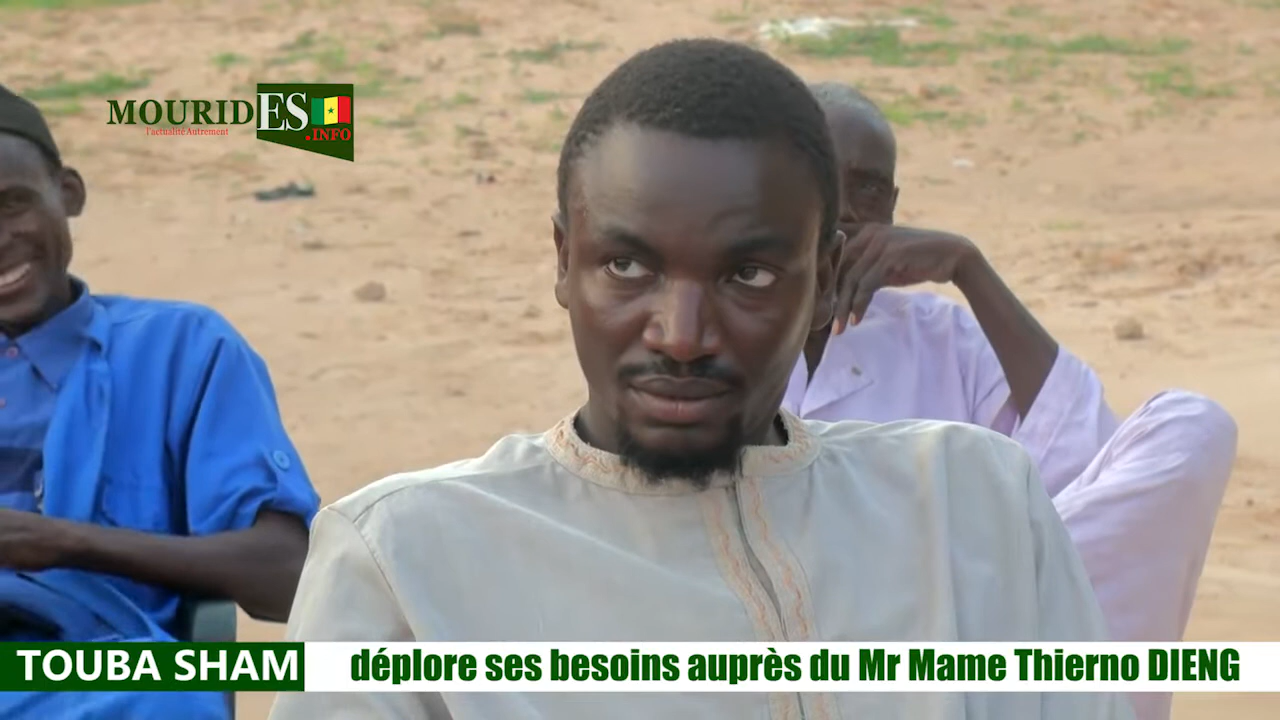 MOURIDES
.INFO
l'actualité Autrement
TOUBA SHAM déplore ses besoins auprès du Mr Mame Thierno DIENG